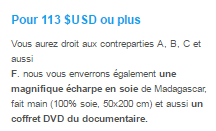 Pour 113 $USD ou plus
Vous aurez droit aux contreparties A, B, C et
aussi
F. nous vous enverrons également une
magnifique écharpe en soie de Madagascar,
fait main (100% soie, 50x200 cm) et aussi un
coffret DVD du documentaire.